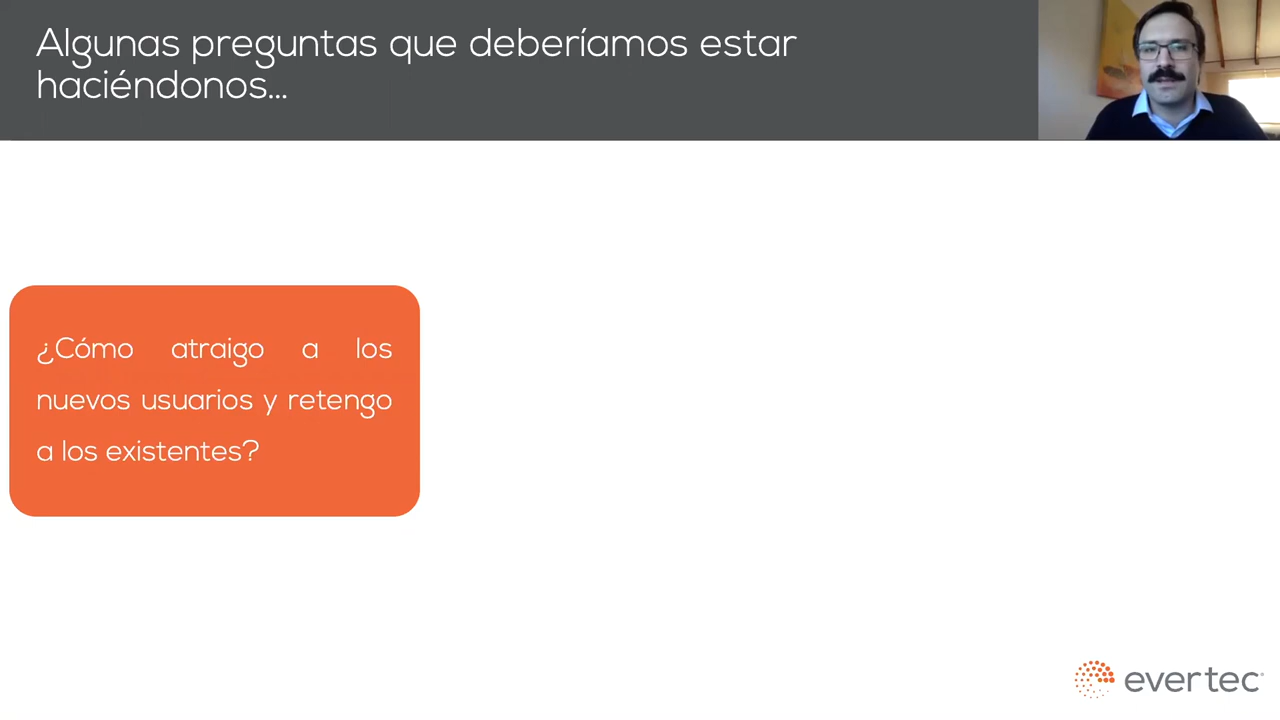 Algunas preguntas que deberíamos estar
haciéndonos...
¿Cómo atraigo a los
nuevos usuarios y retengo
a los existentes?
evertec